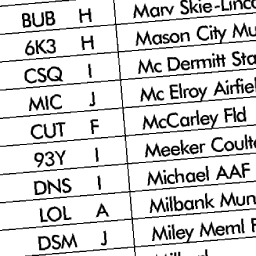 BUB H Marv Skie-Linco
6K3 H Mason City Mu
CSQ I Mc Dermitt Sta
MIC J Mc Elroy Airfie
CUT F McCarley Fld
93Y I Meeker Coulte
DNS I Michael AAF
LOL A Milbank Mun
DSM J Miley Meml F